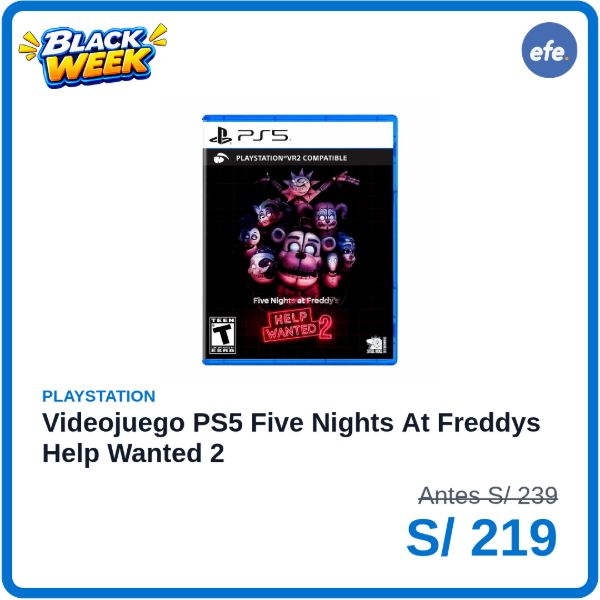 BLACK
WEEK
efe.
PS5
PLAYSTATION®VR2 COMPATIBLE
Five Nights at Freddy's
HELP
WANTED 2
TEEN
T
ESRB
PLAYSTATION
Videojuego PS5 Five Nights At Freddys
Help Wanted 2
Antes S/ 239
S/ 219